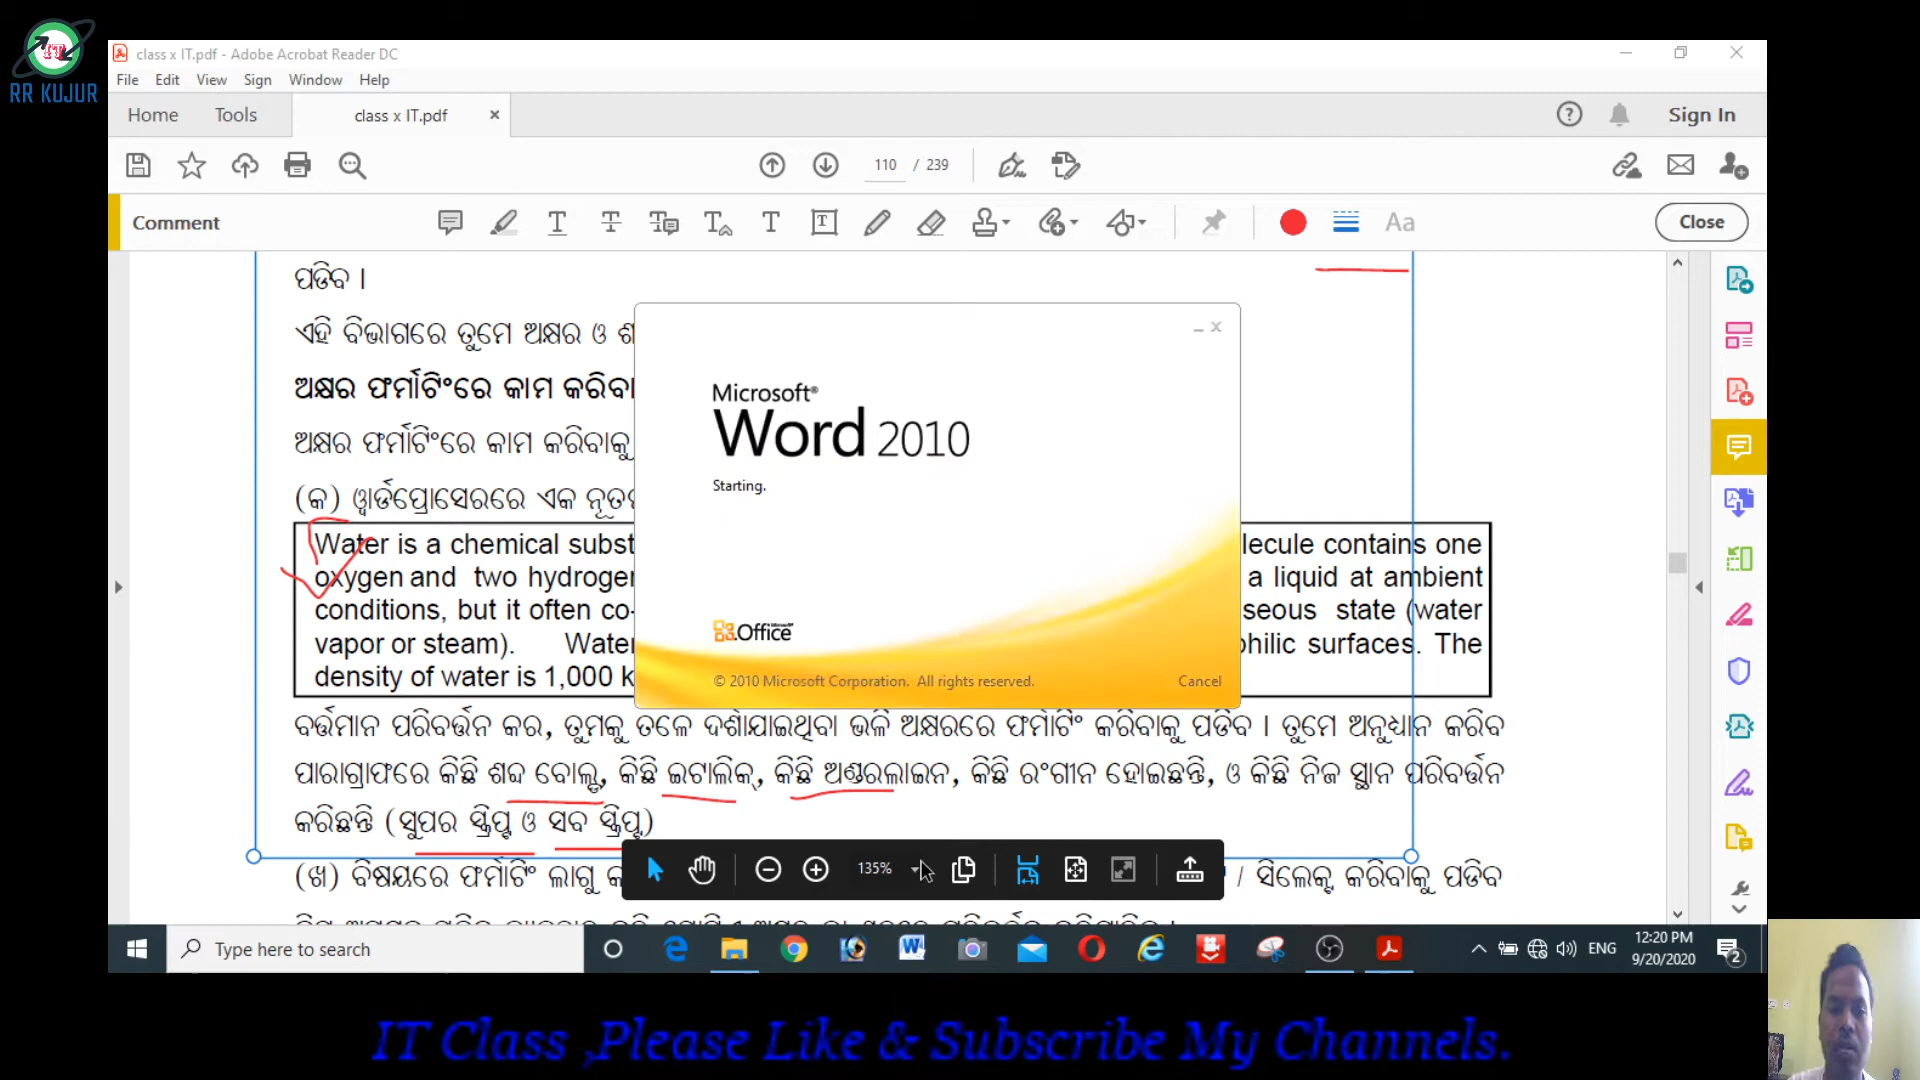 IT
RR KUJUR
class x IT.pdf - Adobe Acrobat Reader DC
File Edit View Sign Window Help
Home Tools class x IT.pdf Sign In
110 / 239
Comment Aa Close
ପଡିବ ।
ଏହି ବିଭାଗରେ ତୁମେ ଅକ୍ଷର ଓ
ଅକ୍ଷର ଫର୍ମାଟିଂରେ କାମ କରିବା
ଅକ୍ଷର ଫର୍ମାଟିଂରେ କାମ କରିବାକୁ
(କ) ୱାର୍ଡପ୍ରୋସେରରେ ଏକ
Water is a chemical subst lecule contains one
oxygen and two hydroger a liquid at ambient
conditions, but it often co- seous state (water
vapor or steam). Water philic surfaces. The
density of water is 1,000 k
Microsoft®
Word 2010
Starting.
Office
© 2010 Microsoft Corporation. All rights reserved. Cancel
ବର୍ତ୍ତମାନ ପରିବର୍ତ୍ତନ କର, ତୁମକୁ ତଳେ ଦର୍ଶାଯାଇଥିବା ଭଳି ଅକ୍ଷରରେ ଫର୍ମାଟିଂ କରିବାକୁ ପଡିବ । ତୁମେ ଅନୁଧ୍ୟାନ କରିବ
ପାରାଗ୍ରାଫରେ କିଛି ଶବ୍ଦ ବୋଲ୍ଡ, କିଛି ଇଟାଲିକ୍, କିଛି ଅଣ୍ଡରଲାଇନ, କିଛି ରଂଗୀନ ହୋଇଛନ୍ତି, ଓ କିଛି ନିଜ ସ୍ଥାନ ପରିବର୍ତ୍ତନ
କରିଛନ୍ତି (ସୁପର ସ୍କ୍ରିପ୍ଟ ଓ ସବ ସ୍କ୍ରିପ୍ଟ)
(ଖ) ବିଷୟରେ ଫର୍ମାଟିଂ ଲାଗୁ / ସିଲେକ୍ଟ କରିବାକୁ ପଡିବ
135%
Type here to search
ENG
12:20 PM
9/20/2020
2
IT Class ,Please Like & Subscribe My Channels.